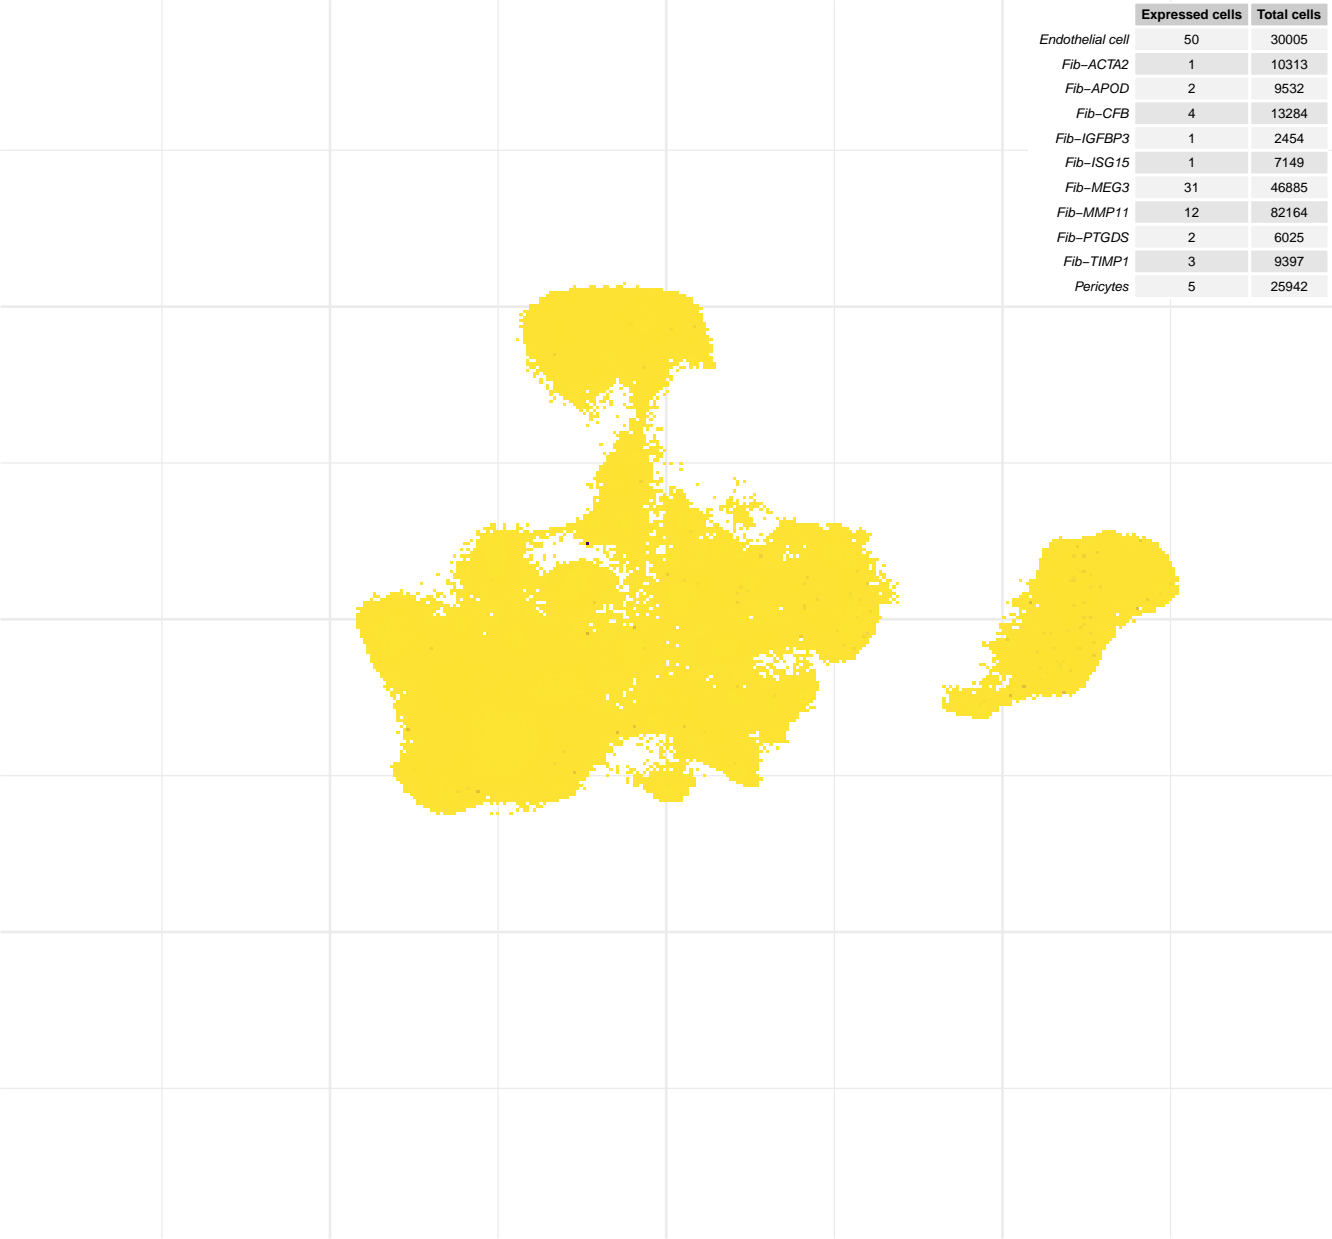 Expressed cells Total cells
Endothelial cell 50 30005
Fib−ACTA2 1 10313
Fib−APOD 2 9532
Fib−CFB 4 13284
Fib−IGFBP3 1 2454
Fib−ISG15 1 7149
Fib−MEG3 31 46885
Fib−MMP11 12 82164
Fib−PTGDS 2 6025
Fib−TIMP1 3 9397
Pericytes 5 25942